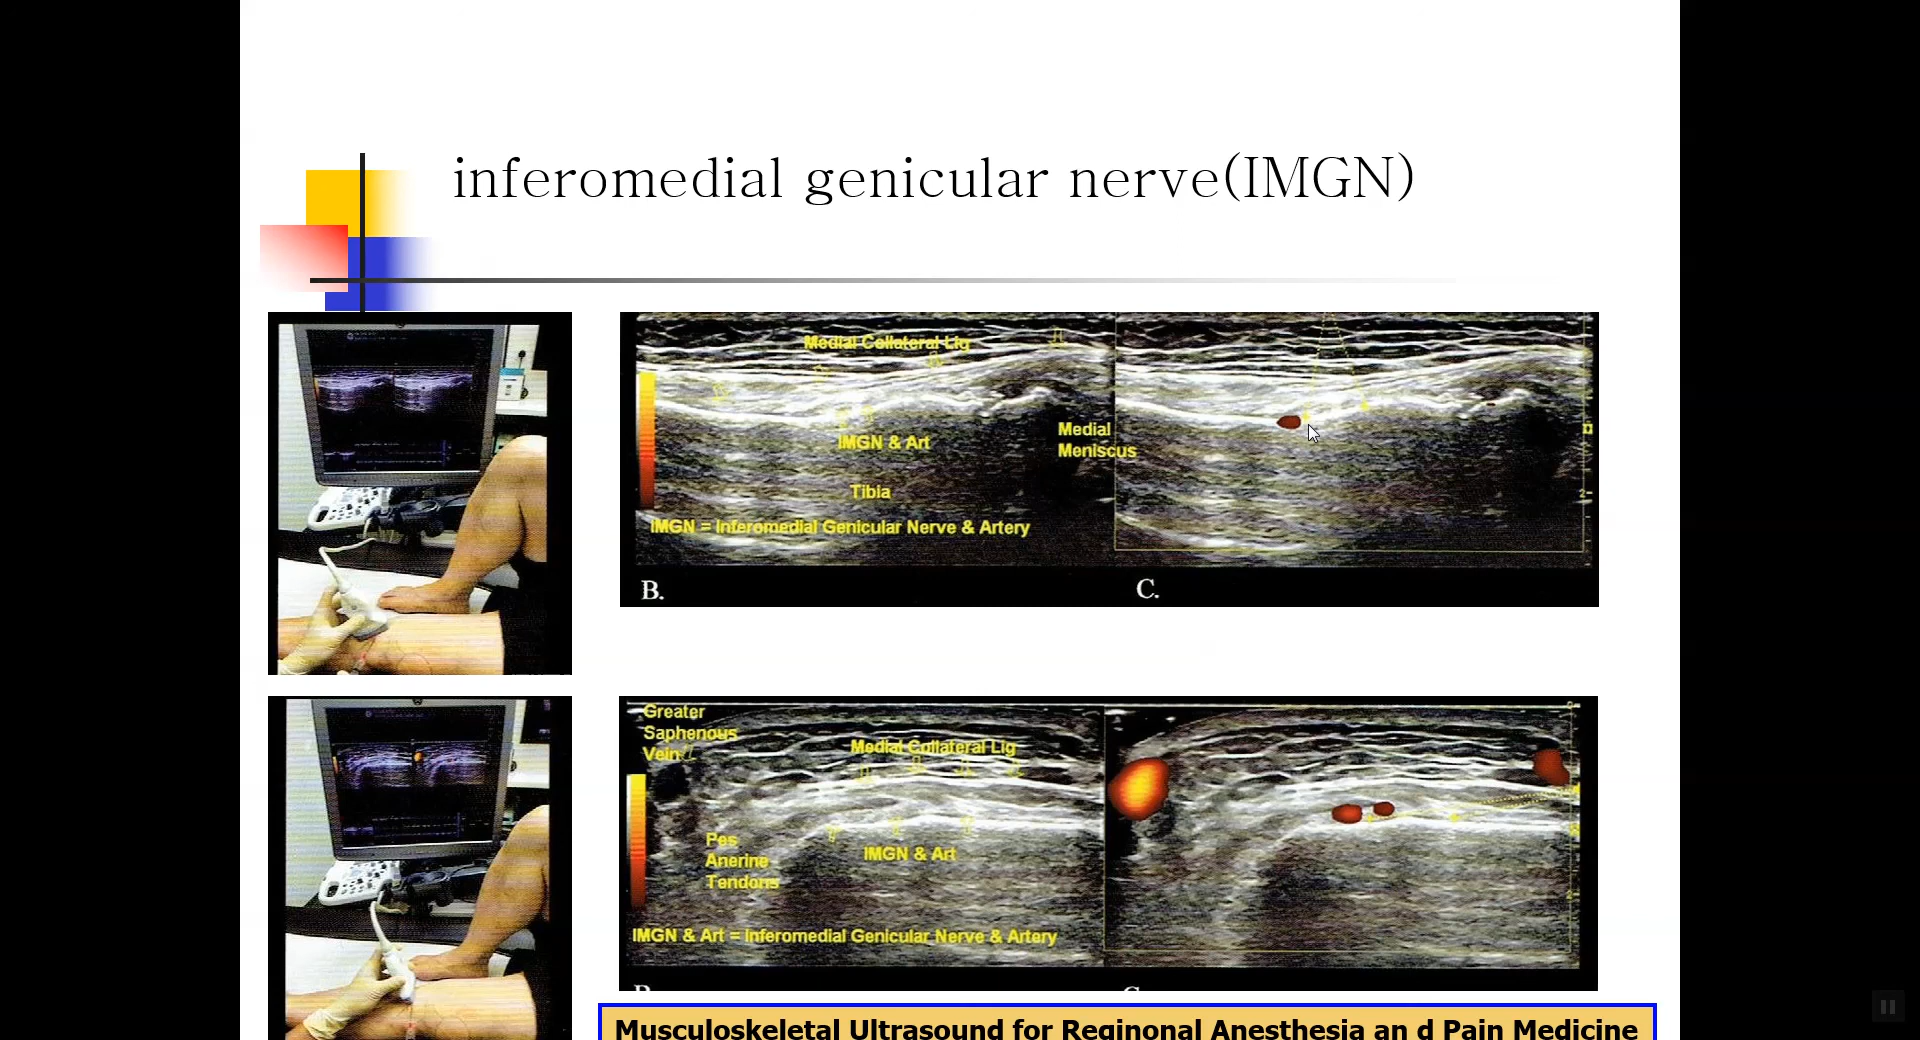 inferomedial genicular nerve(IMGN)
Medial Collateral Lig
IMGN & Art
Medial
Meniscus
Tibia
IMGN = Inferomedial Genicular Nerve & Artery
B.
C.
2
Greater
Saphenous
Vein
Medial Collateral Lig
Pes
Anerine
Tendons
IMGN & Art
IMGN & Art = Inferomedial Genicular Nerve & Artery
Musculoskeletal Ultrasound for Reginonal Anesthesia an d Pain Medicine